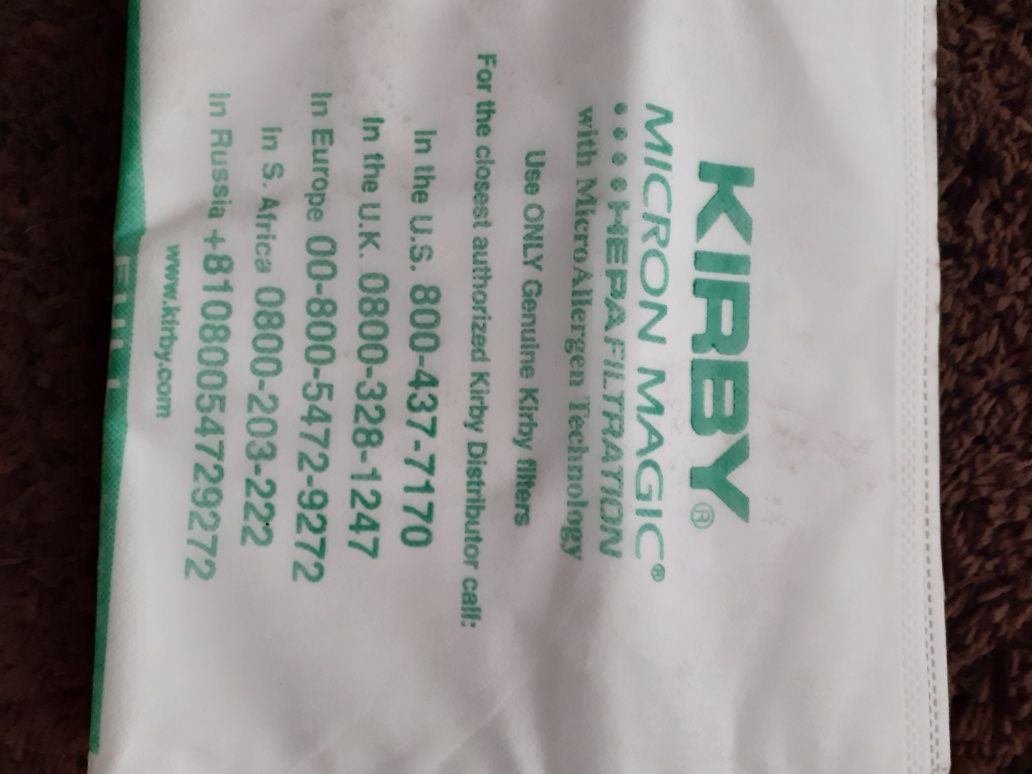 KIRBY®
MICRON MAGIC®
HEPA FILTRATION
with MicroAllergen Technology
Use ONLY Genuine Kirby filters
For the closest authorized Kirby Distributor call:
In the U.S. 800-437-7170
In the U.K. 0800-328-1247
In Europe 00-800-5472-9272
In S. Africa 0800-203-222
In Russia +81080054729272
www.kirby.com